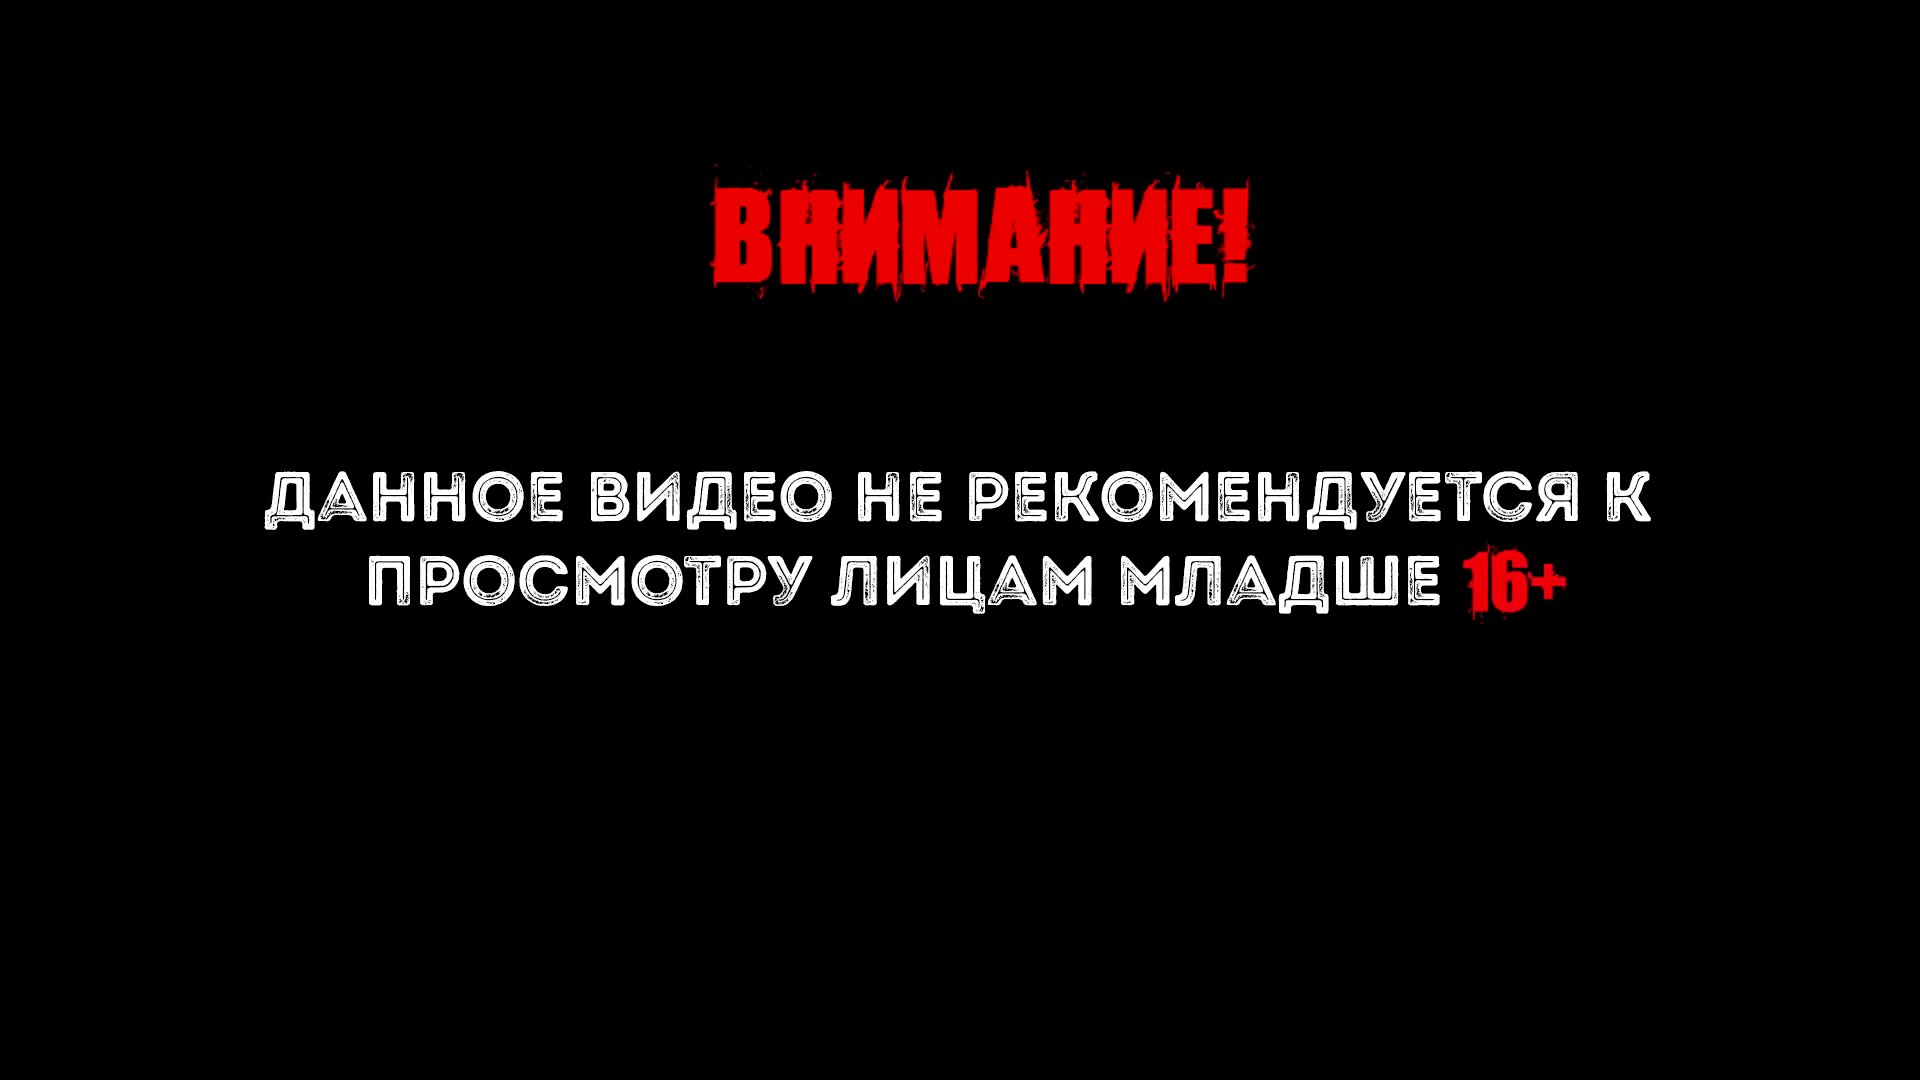 ВНИМАНИЕ!
ДАННОЕ ВИДЕО НЕ РЕКОМЕНДУЕТСЯ К
ПРОСМОТРУ ЛИЦАМ МЛАДШЕ 16+